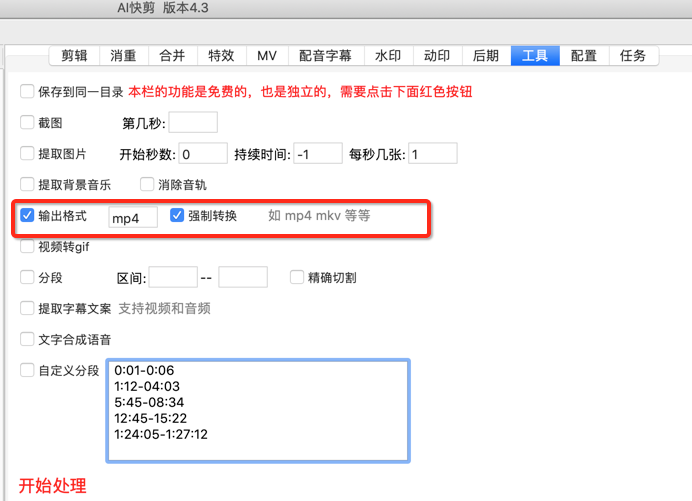 AI快剪 版本4.3
剪辑 消重 合并 特效 MV 配音字幕 水印 动印 后期 工具 配置 任务
保存到同一目录 本栏的功能是免费的，也是独立的，需要点击下面红色按钮
截图 第几秒:
提取图片 开始秒数: 0 持续时间: -1 每秒几张: 1
提取背景音乐 消除音轨
输出格式 mp4 强制转换 如 mp4 mkv 等等
视频转gif
分段 区间: -- 精确切割
提取字幕文案 支持视频和音频
文字合成语音
自定义分段 0:01-0:06
1:12-04:03
5:45-08:34
12:45-15:22
1:24:05-1:27:12
开始处理